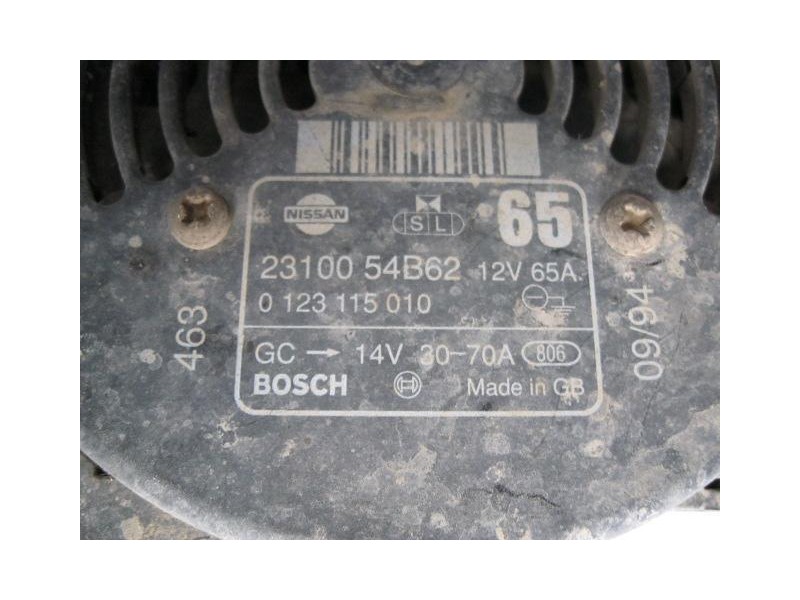 NISSAN
S L
65
23100 54B62 12V 65A.
0 123 115 010
GC → 14V 30~70A 806
BOSCH Made in GB
463
09/94